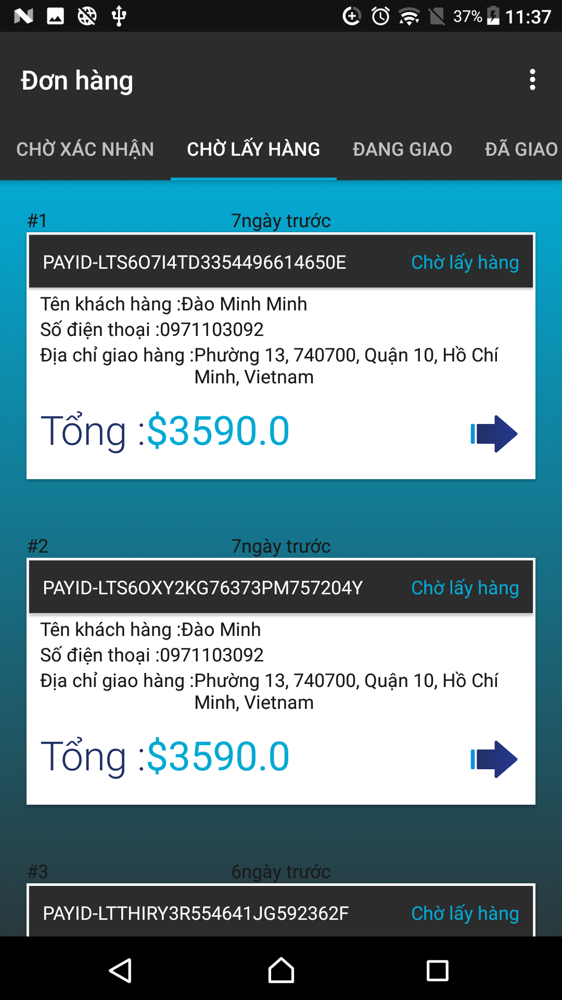 37% 11:37
Đơn hàng
CHỜ XÁC NHẬN CHỜ LẤY HÀNG ĐANG GIAO ĐÃ GIAO
#1 7ngày trước
PAYID-LTS6O7I4TD3354496614650E Chờ lấy hàng
Tên khách hàng :Đào Minh Minh
Số điện thoại :0971103092
Địa chỉ giao hàng :Phường 13, 740700, Quận 10, Hồ Chí
Minh, Vietnam
Tổng :$3590.0
#2 7ngày trước
PAYID-LTS6OXY2KG76373PM757204Y Chờ lấy hàng
Tên khách hàng :Đào Minh
Số điện thoại :0971103092
Địa chỉ giao hàng :Phường 13, 740700, Quận 10, Hồ Chí
Minh, Vietnam
Tổng :$3590.0
#3 6ngày trước
PAYID-LTTHIRY3R554641JG592362F Chờ lấy hàng